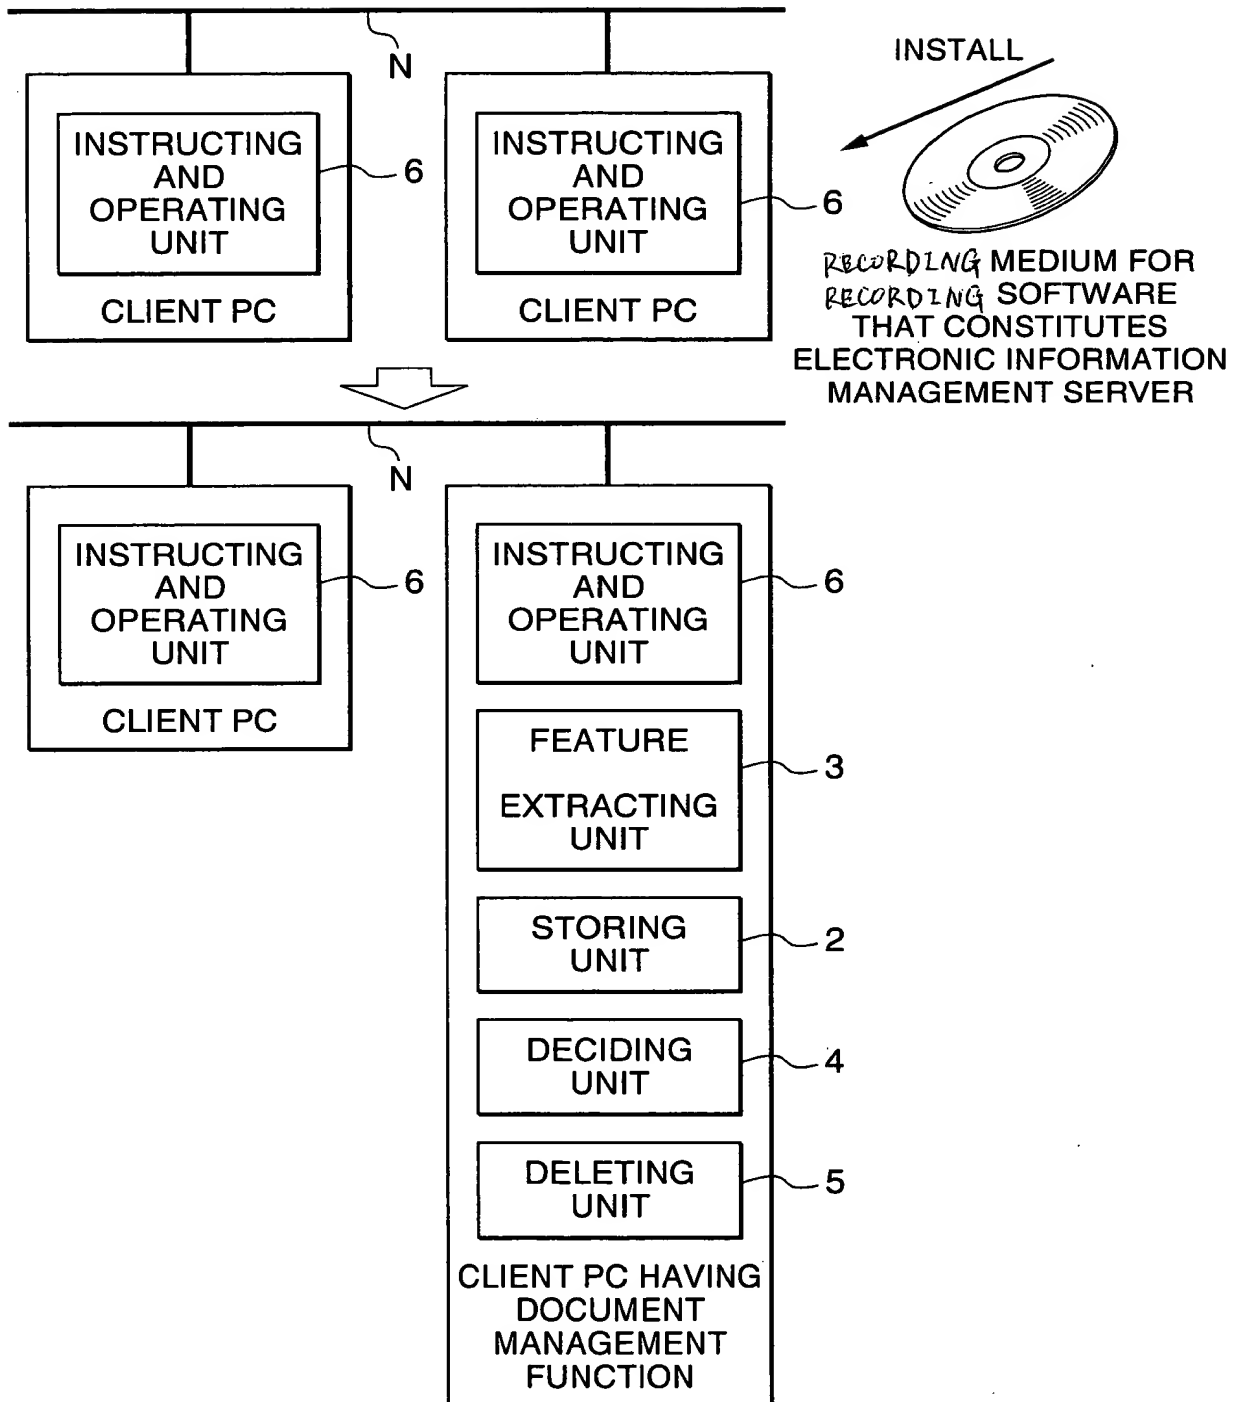 N
INSTALL
INSTRUCTING
AND
OPERATING
UNIT
6
CLIENT PC
INSTRUCTING
AND
OPERATING
UNIT
6
CLIENT PC
RECORDING MEDIUM FOR
RECORDING SOFTWARE
THAT CONSTITUTES
ELECTRONIC INFORMATION
MANAGEMENT SERVER
N
INSTRUCTING
AND
OPERATING
UNIT
6
CLIENT PC
INSTRUCTING
AND
OPERATING
UNIT
6
FEATURE
EXTRACTING
UNIT
3
STORING
UNIT
2
DECIDING
UNIT
4
DELETING
UNIT
5
CLIENT PC HAVING
DOCUMENT
MANAGEMENT
FUNCTION